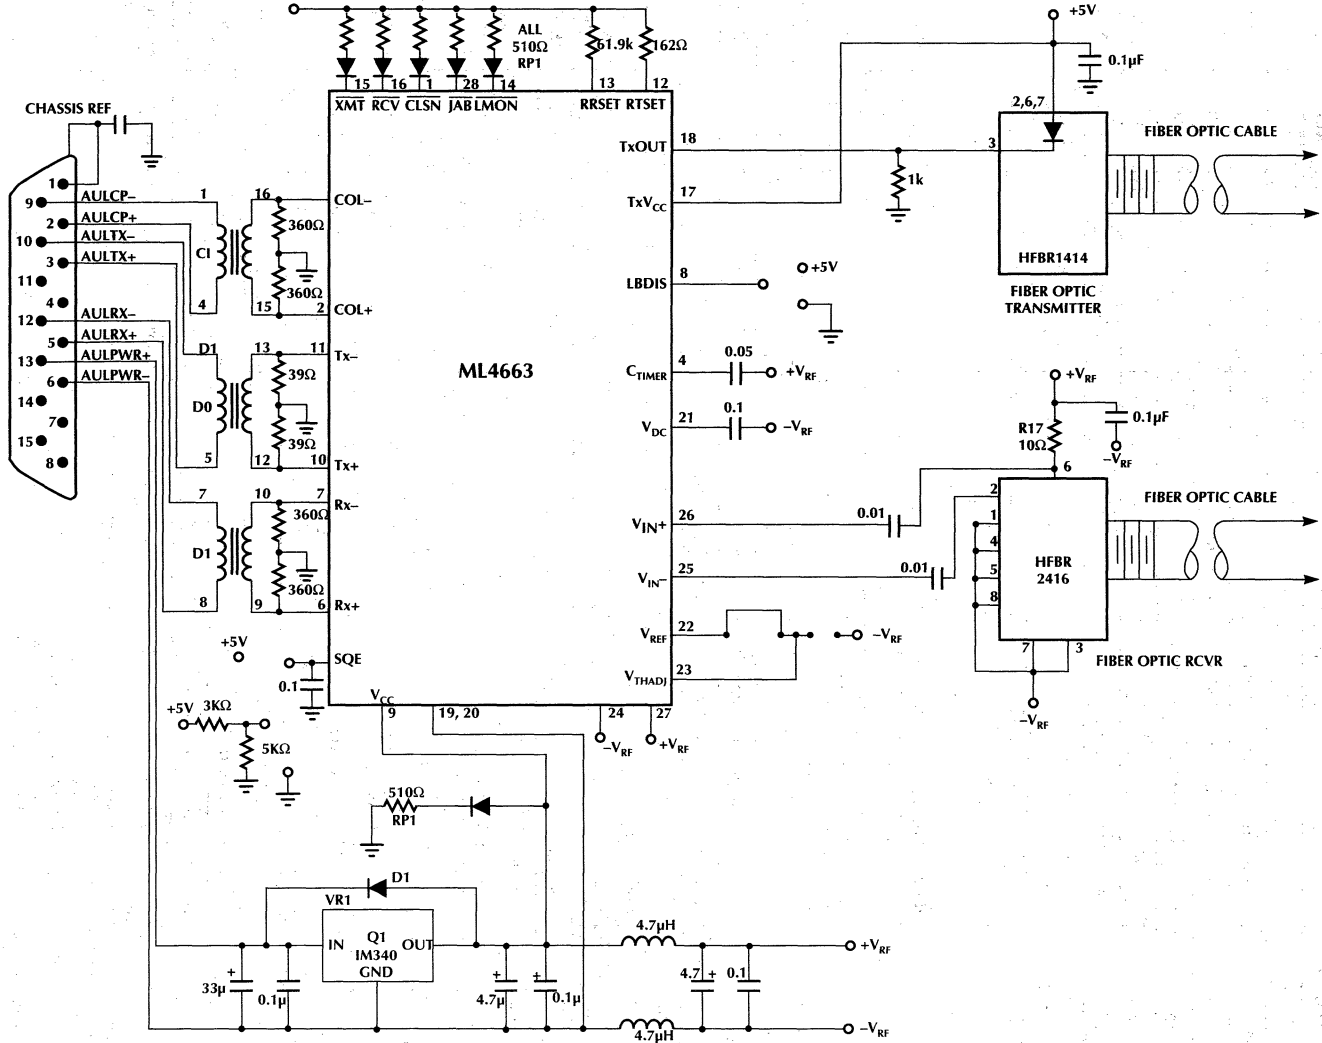 ALL
510Ω
RP1
61.9k
162Ω
+5V
0.1µF
15 16 1 28 14 13 12
XMT RCV CLSN JAB LMON RRSET RTSET
CHASSIS REF
2,6,7
FIBER OPTIC CABLE
TxOUT 18
3
1k
TxVCC 17
HFBR1414
FIBER OPTIC
TRANSMITTER
1
9 AULCP–
2 AULCP+
10 AULTX–
3 AULTX+
11
4
12 AULRX–
5 AULRX+
13 AULPWR+
6 AULPWR–
14
7
15
8
1 16 COL–
360Ω
CI
360Ω
4 15 2 COL+
LBDIS 8
+5V
D1 13 11 Tx–
39Ω
D0
39Ω
5 12 10 Tx+
ML4663
CTIMER 4 0.05 +VRF
VDC 21 0.1 –VRF
+VRF
R17
10Ω
0.1µF
–VRF
6
7 10 7 Rx–
360Ω
D1
360Ω
8 9 6 Rx+
VIN+ 26 0.01
VIN– 25 0.01
2
1
4
5
8
HFBR
2416
FIBER OPTIC CABLE
7 3
FIBER OPTIC RCVR
–VRF
VREF 22 –VRF
VTHADJ 23
+5V
SQE
0.1
VCC
9 19, 20 24 27
–VRF +VRF
+5V 3KΩ
5KΩ
510Ω
RP1
D1
VR1
IN Q1 OUT
IM340
GND
33µ
+
0.1µ
4.7µ
+
0.1µ
+
4.7µH
+VRF
4.7 +
0.1
4.7µH
–VRF